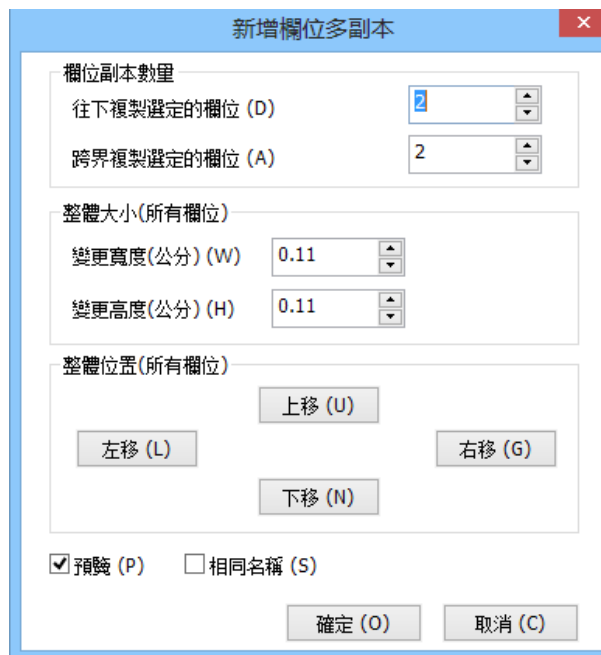 新增欄位多副本
欄位副本數量
往下複製選定的欄位 (D) 2
跨界複製選定的欄位 (A) 2
整體大小(所有欄位)
變更寬度(公分) (W) 0.11
變更高度(公分) (H) 0.11
整體位置(所有欄位)
上移 (U)
左移 (L) 右移 (G)
下移 (N)
預覽 (P) 相同名稱 (S)
確定 (O) 取消 (C)